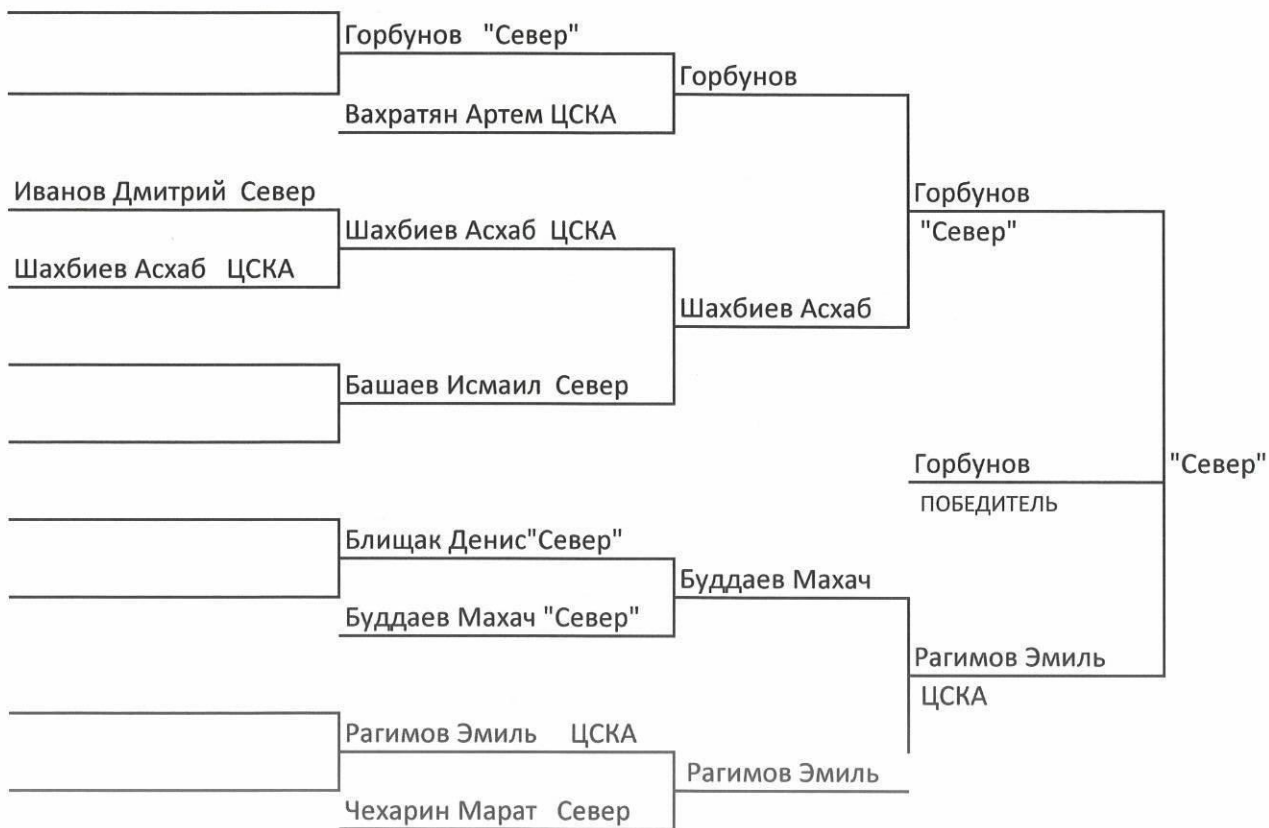 Горбунов "Север"
Горбунов
Вахратян Артем ЦСКА
Иванов Дмитрий Север
Горбунов
Шахбиев Асхаб ЦСКА
"Север"
Шахбиев Асхаб ЦСКА
Шахбиев Асхаб
Башаев Исмаил Север
Горбунов
"Север"
ПОБЕДИТЕЛЬ
Блищак Денис"Север"
Буддаев Махач
Буддаев Махач "Север"
Рагимов Эмиль
ЦСКА
Рагимов Эмиль ЦСКА
Рагимов Эмиль
Чехарин Марат Север